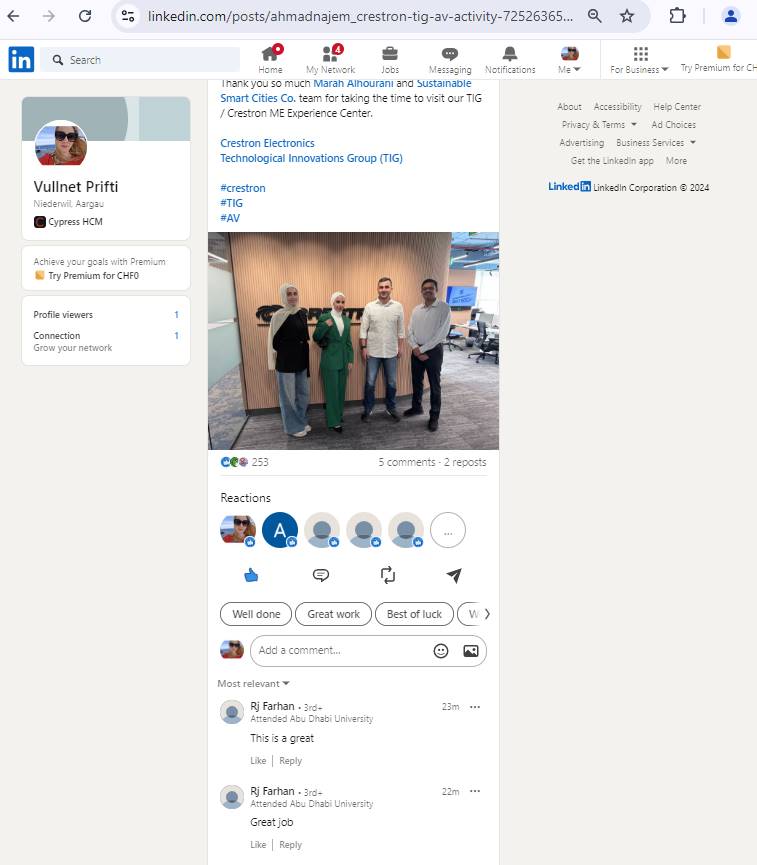 linkedin.com/posts/ahmadnajem_crestron-tig-av-activity-72526365...
in
Search
Home
4
My Network
Jobs
Messaging
Notifications
Me
For Business
Try Premium for CH
Thank you so much Marah Alhourani and Sustainable
Smart Cities Co. team for taking the time to visit our TIG
/ Crestron ME Experience Center.
Crestron Electronics
Technological Innovations Group (TIG)
#crestron
#TIG
#AV
Vullnet Prifti
Niederwil, Aargau
Cypress HCM
Achieve your goals with Premium
Try Premium for CHF0
Profile viewers 1
Connection 1
Grow your network
About Accessibility Help Center
Privacy & Terms Ad Choices
Advertising Business Services
Get the LinkedIn app More
LinkedIn LinkedIn Corporation © 2024
253 5 comments · 2 reposts
Reactions
A
...
Well done Great work Best of luck W
Add a comment...
Most relevant
Rj Farhan • 3rd+ 23m ...
Attended Abu Dhabi University
This is a great
Like | Reply
Rj Farhan • 3rd+ 22m ...
Attended Abu Dhabi University
Great job
Like | Reply